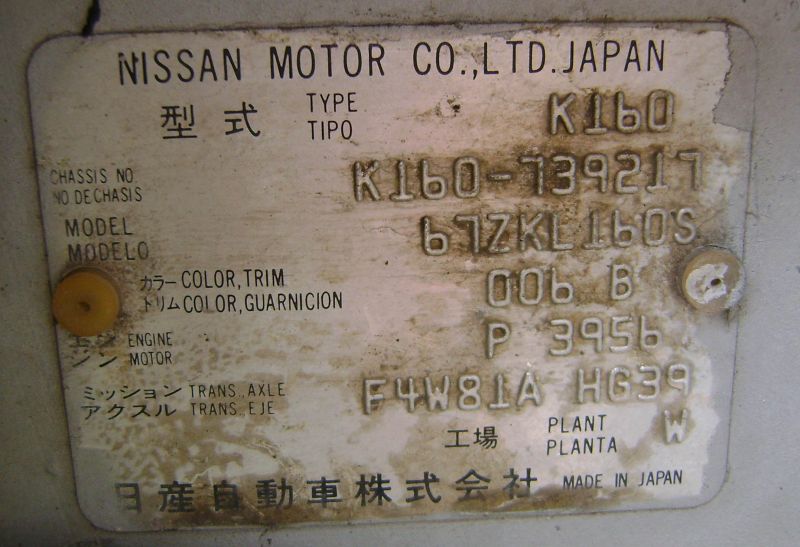 NISSAN MOTOR CO.,LTD.JAPAN
型式 TYPE TIPO K160
CHASSIS NO.
NO DE CHASIS K160-739217
MODEL
MODELO 67ZKL160S
カラー COLOR, TRIM
トリム COLOR, GUARNICION 006 B
ENGINE
ジン MOTOR P 3956
ミッション TRANS., AXLE
アクスル TRANS., EJE F4W81A HG39
工場 PLANT PLANTA W
日産自動車株式会社 MADE IN JAPAN